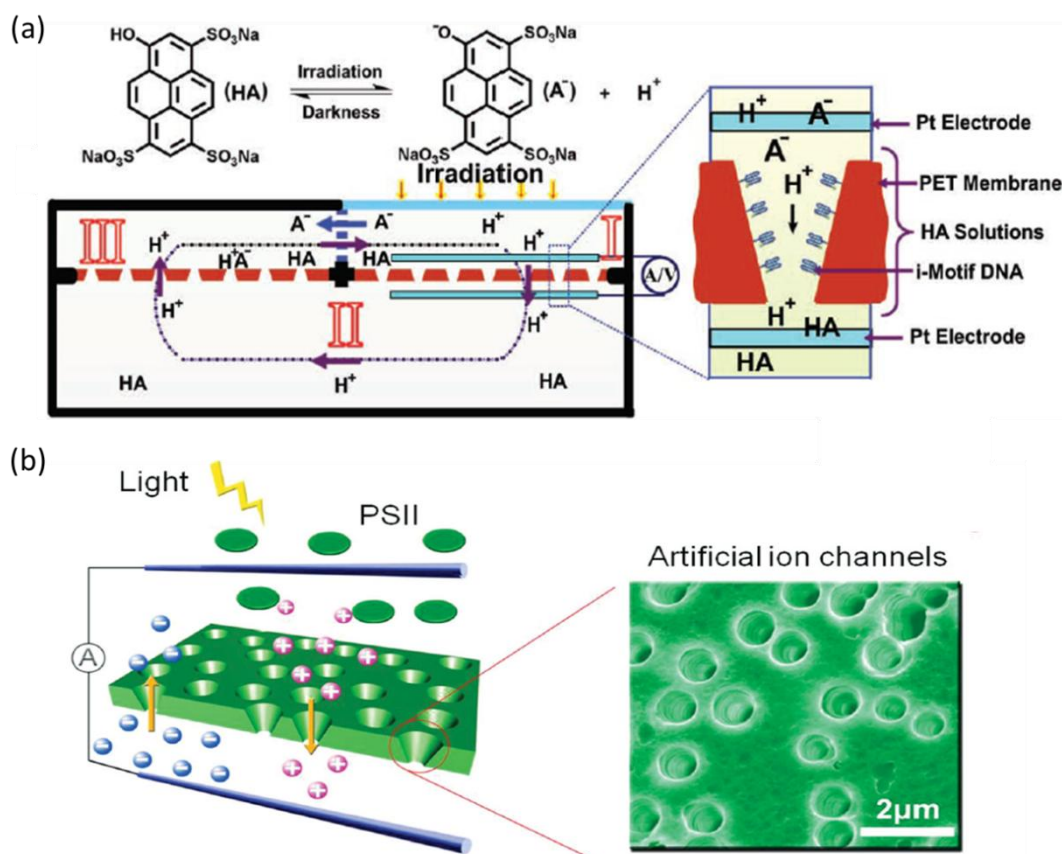 (a)
HO
SO₃Na
(HA)
NaO₃S
SO₃Na
Irradiation
Darkness
⁻O
SO₃Na
(A⁻) + H⁺
NaO₃S
SO₃Na
Irradiation
III
A⁻ A⁻
H⁺
I
H⁺
H⁺A⁻
HA HA
H⁺
A/V
H⁺
II
H⁺
HA
H⁺
HA
H⁺ A⁻
Pt Electrode
A⁻
H⁺
PET Membrane
HA Solutions
i-Motif DNA
H⁺
HA
Pt Electrode
HA
(b)
Light
PSII
A
Artificial ion channels
2μm